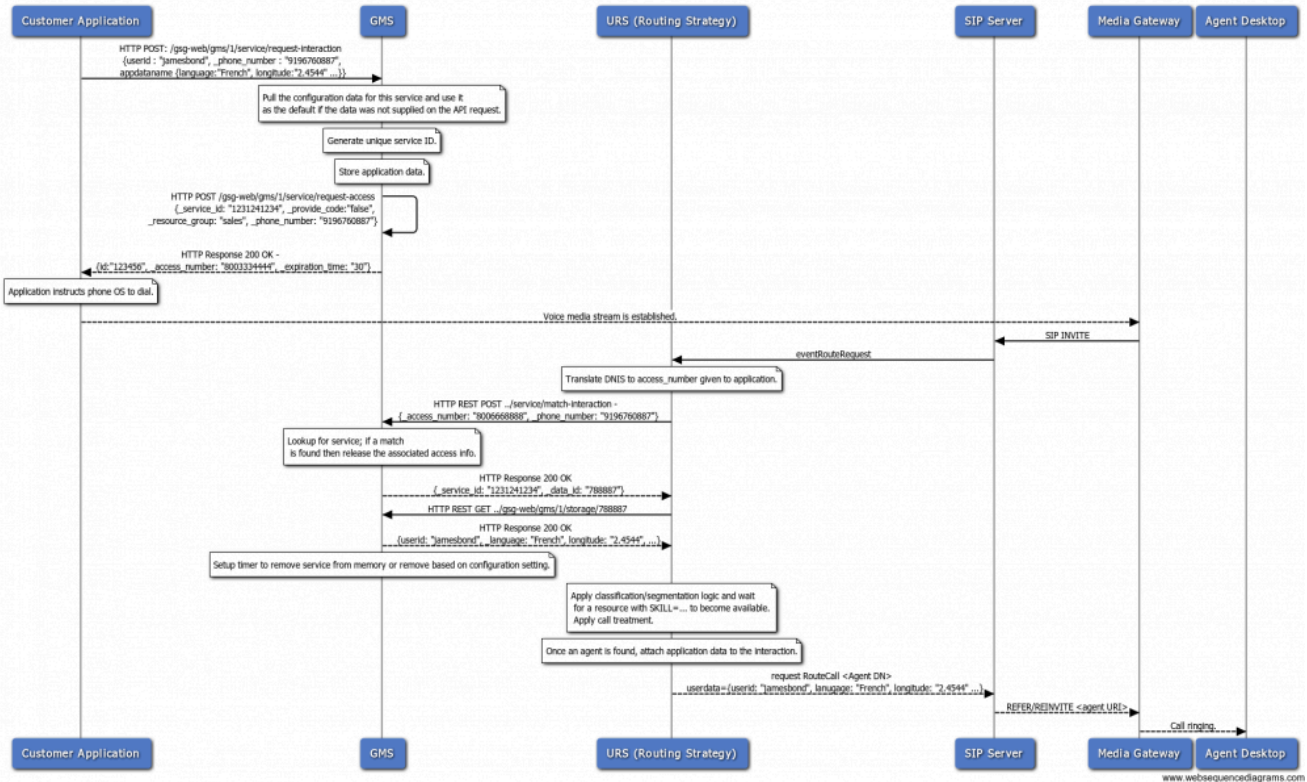 Customer Application
GMS
URS (Routing Strategy)
SIP Server
Media Gateway
Agent Desktop
HTTP POST: /gsg-web/gms/1/service/request-interaction
{userid : "jamesbond", _phone_number : "9196760887",
appdataname {language:"French", longitude:"2.4544" ...}}
Pull the configuration data for this service and use it
as the default if the data was not supplied on the API request.
Generate unique service ID.
Store application data.
HTTP POST /gsg-web/gms/1/service/request-access
{_service_id: "1231241234", _provide_code:"false",
_resource_group: "sales", _phone_number: "9196760887"}
HTTP Response 200 OK -
{id:"123456", _access_number: "8003334444", _expiration_time: "30"}
Application instructs phone OS to dial.
Voice media stream is established.
SIP INVITE
eventRouteRequest
Translate DNIS to access_number given to application.
HTTP REST POST ../service/match-interaction -
{_access_number: "8006668888", _phone_number: "9196760887"}
Lookup for service; if a match
is found then release the associated access info.
HTTP Response 200 OK
{_service_id: "1231241234", _data_id: "788887"}
HTTP REST GET ../gsg-web/gms/1/storage/788887
HTTP Response 200 OK
{userid: "jamesbond", _language: "French", longitude: "2.4544", ...}
Setup timer to remove service from memory or remove based on configuration setting.
Apply classification/segmentation logic and wait
for a resource with SKILL=... to become available.
Apply call treatment.
Once an agent is found, attach application data to the interaction.
request RouteCall <Agent DN>
userdata={userid: "jamesbond", lanugage: "French", longitude: "2.4544" ...}
REFER/REINVITE <agent URI>
Call ringing.
Customer Application
GMS
URS (Routing Strategy)
SIP Server
Media Gateway
Agent Desktop
www.websequencediagrams.com